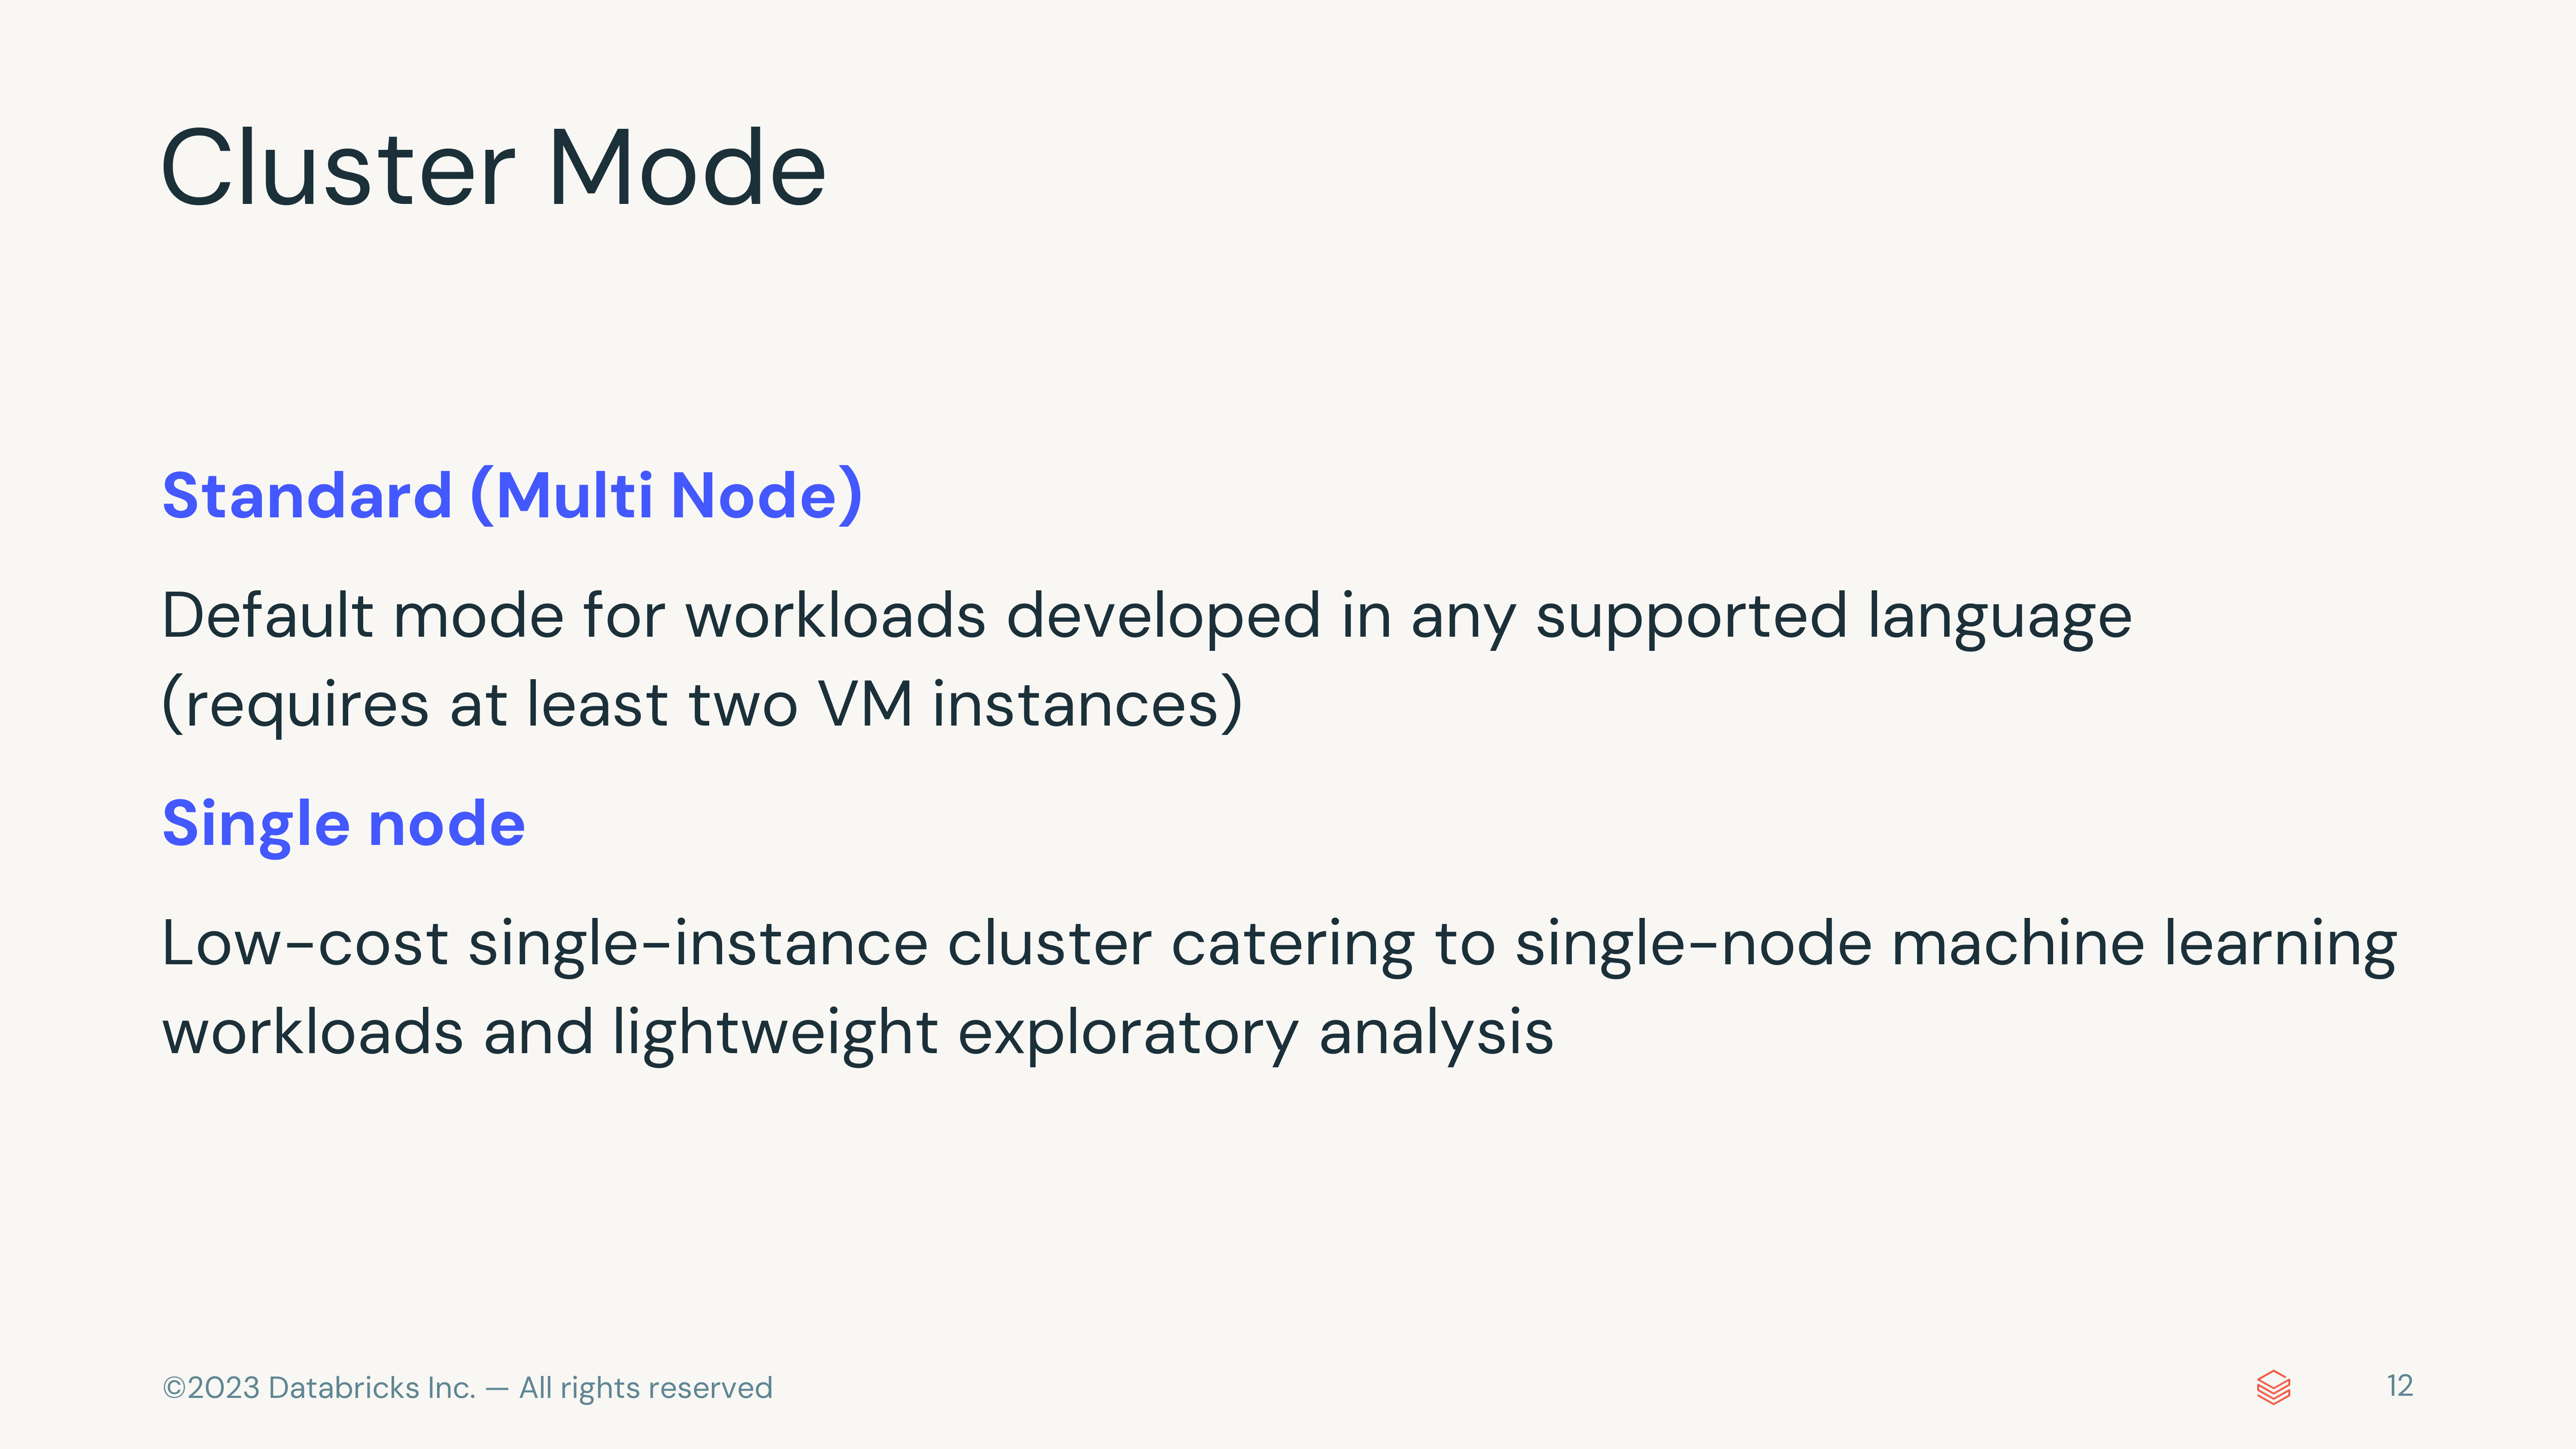 Cluster Mode
Standard (Multi Node)
Default mode for workloads developed in any supported language
(requires at least two VM instances)
Single node
Low-cost single-instance cluster catering to single-node machine learning
workloads and lightweight exploratory analysis
©2023 Databricks Inc. — All rights reserved
12